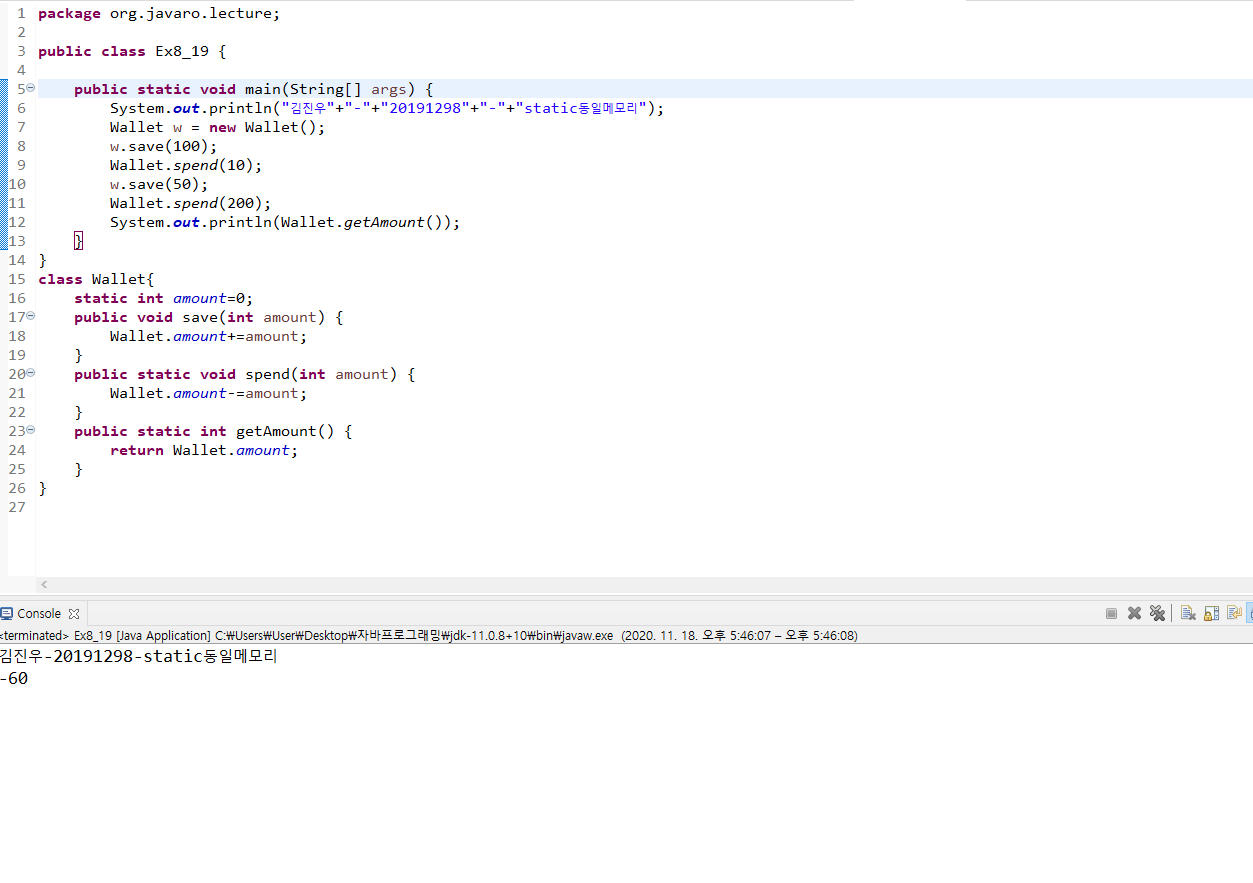 1 package org.javaro.lecture;
2
3 public class Ex8_19 {
4
5 public static void main(String[] args) {
6 System.out.println("김진우"+"-"+"20191298"+"-"+"static동일메모리");
7 Wallet w = new Wallet();
8 w.save(100);
9 Wallet.spend(10);
10 w.save(50);
11 Wallet.spend(200);
12 System.out.println(Wallet.getAmount());
13 }
14 }
15 class Wallet{
16 static int amount=0;
17 public void save(int amount) {
18 Wallet.amount+=amount;
19 }
20 public static void spend(int amount) {
21 Wallet.amount-=amount;
22 }
23 public static int getAmount() {
24 return Wallet.amount;
25 }
26 }
27
Console
<terminated> Ex8_19 [Java Application] C:₩Users₩User₩Desktop₩자바프로그래밍₩jdk-11.0.8+10₩bin₩javaw.exe (2020. 11. 18. 오후 5:46:07 – 오후 5:46:08)
김진우-20191298-static동일메모리
-60